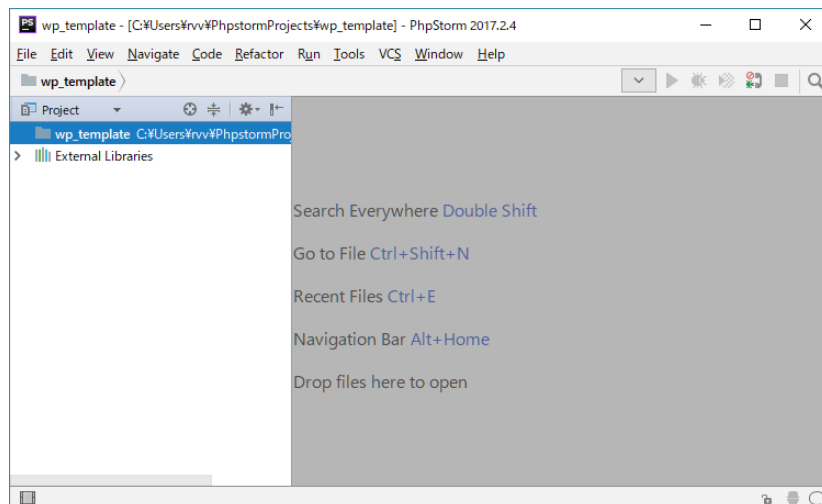 PS wp_template - [C:¥Users¥rvv¥PhpstormProjects¥wp_template] - PhpStorm 2017.2.4
File Edit View Navigate Code Refactor Run Tools VCS Window Help
wp_template
Project
wp_template C:¥Users¥rvv¥PhpstormPro
External Libraries
Search Everywhere Double Shift
Go to File Ctrl+Shift+N
Recent Files Ctrl+E
Navigation Bar Alt+Home
Drop files here to open